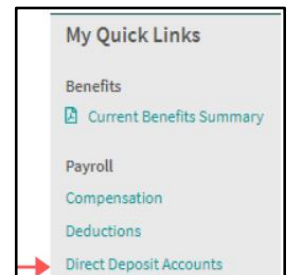 My Quick Links
Benefits
Current Benefits Summary
Payroll
Compensation
Deductions
Direct Deposit Accounts